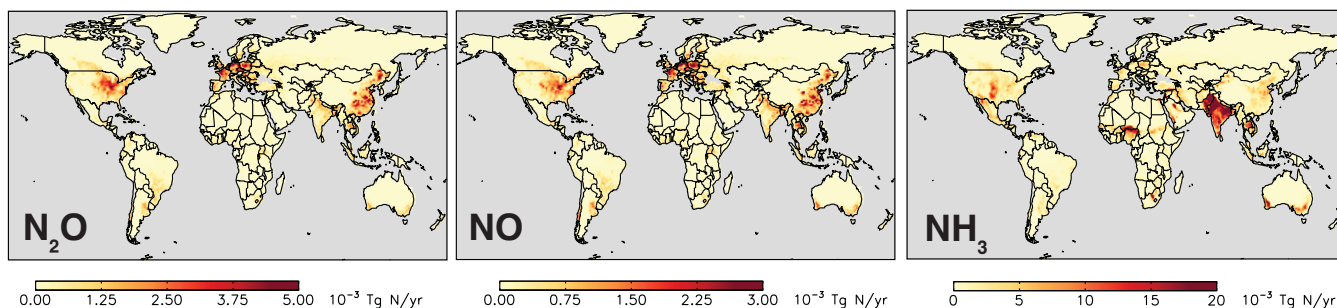 N₂O
NO
NH₃
0.00 1.25 2.50 3.75 5.00 10⁻³ Tg N/yr
0.00 0.75 1.50 2.25 3.00 10⁻³ Tg N/yr
0 5 10 15 20 10⁻³ Tg N/yr